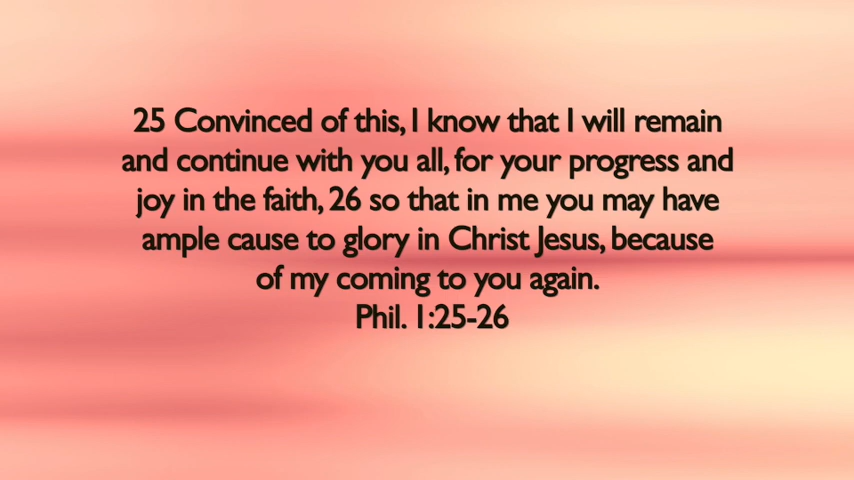 25 Convinced of this, I know that I will remain
and continue with you all, for your progress and
joy in the faith, 26 so that in me you may have
ample cause to glory in Christ Jesus, because
of my coming to you again.
Phil. 1:25-26